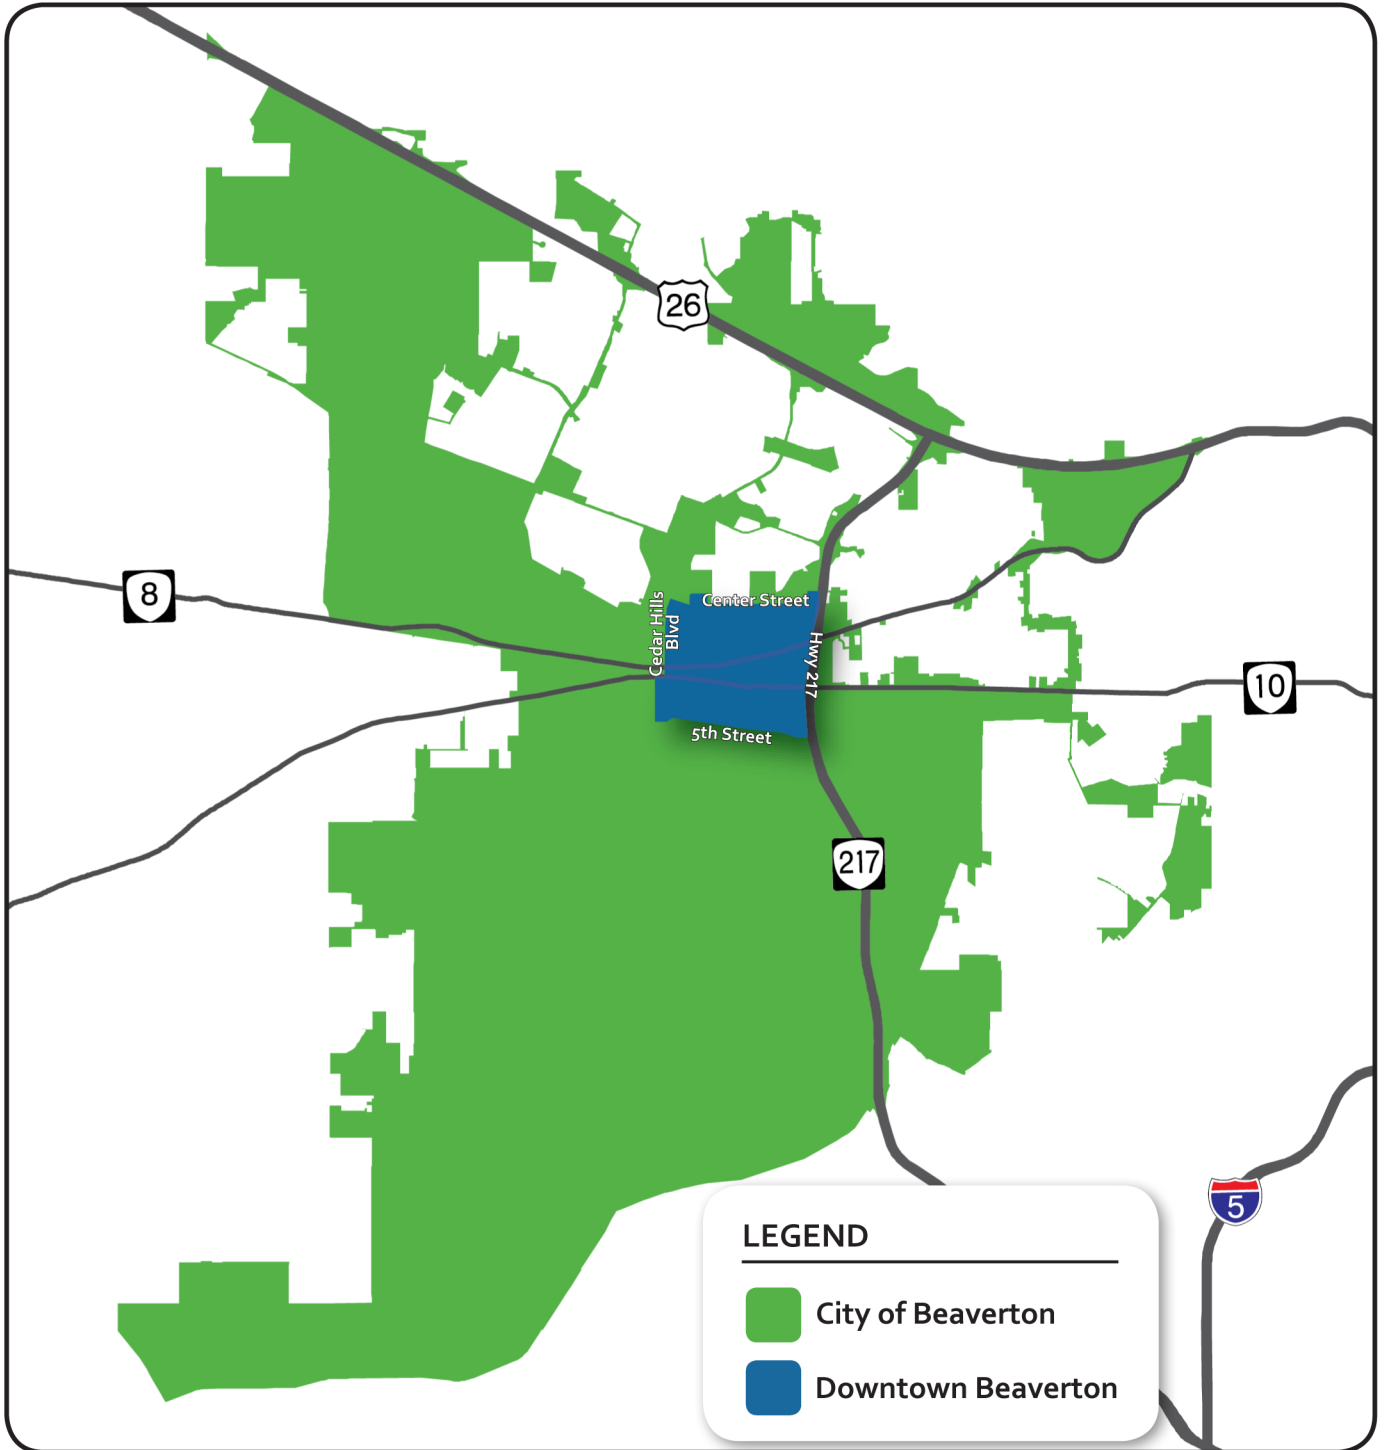 26
8
Center Street
Cedar Hills
Blvd
Hwy 217
10
5th Street
217
5
LEGEND
City of Beaverton
Downtown Beaverton